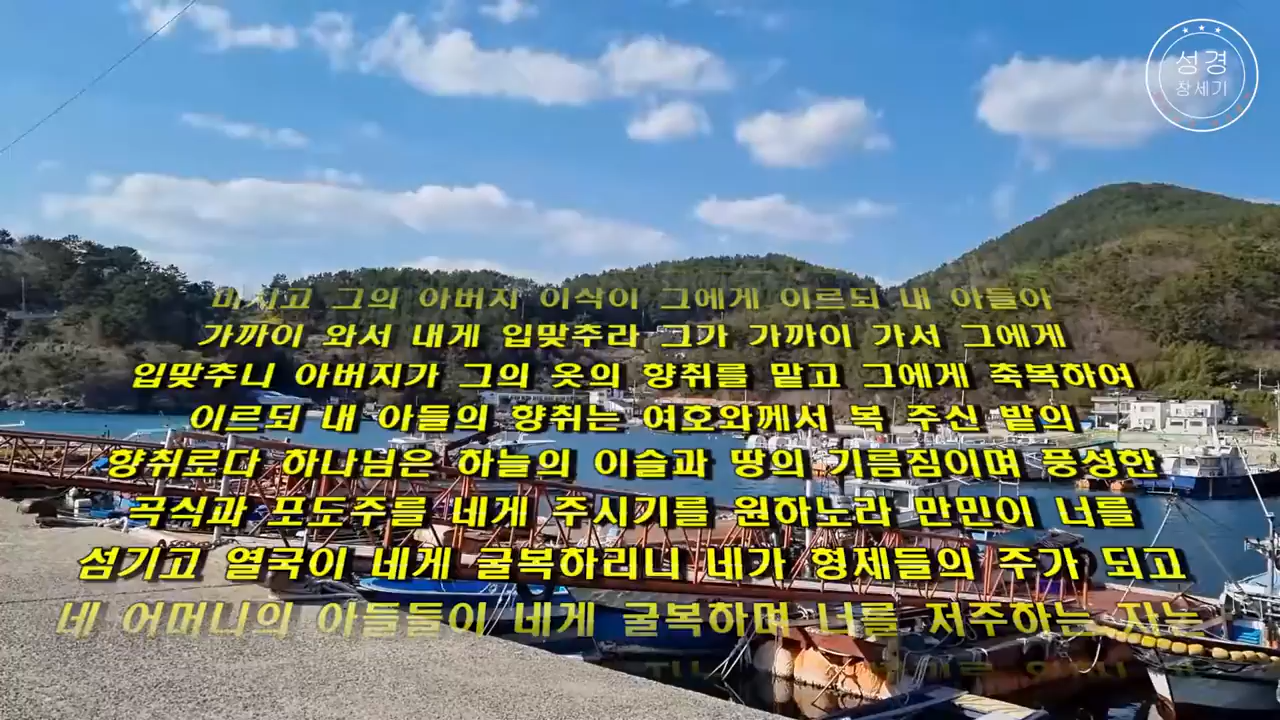 성경
창세기
마시고 그의 아버지 이삭이 그에게 이르되 내 아들아
가까이 와서 내게 입맞추라 그가 가까이 가서 그에게
입맞추니 아버지가 그의 옷의 향취를 맡고 그에게 축복하여
이르되 내 아들의 향취는 여호와께서 복 주신 밭의
향취로다 하나님은 하늘의 이슬과 땅의 기름짐이며 풍성한
곡식과 포도주를 네게 주시기를 원하노라 만민이 너를
섬기고 열국이 네게 굴복하리니 네가 형제들의 주가 되고
네 어머니의 아들들이 네게 굴복하며 너를 저주하는 자는